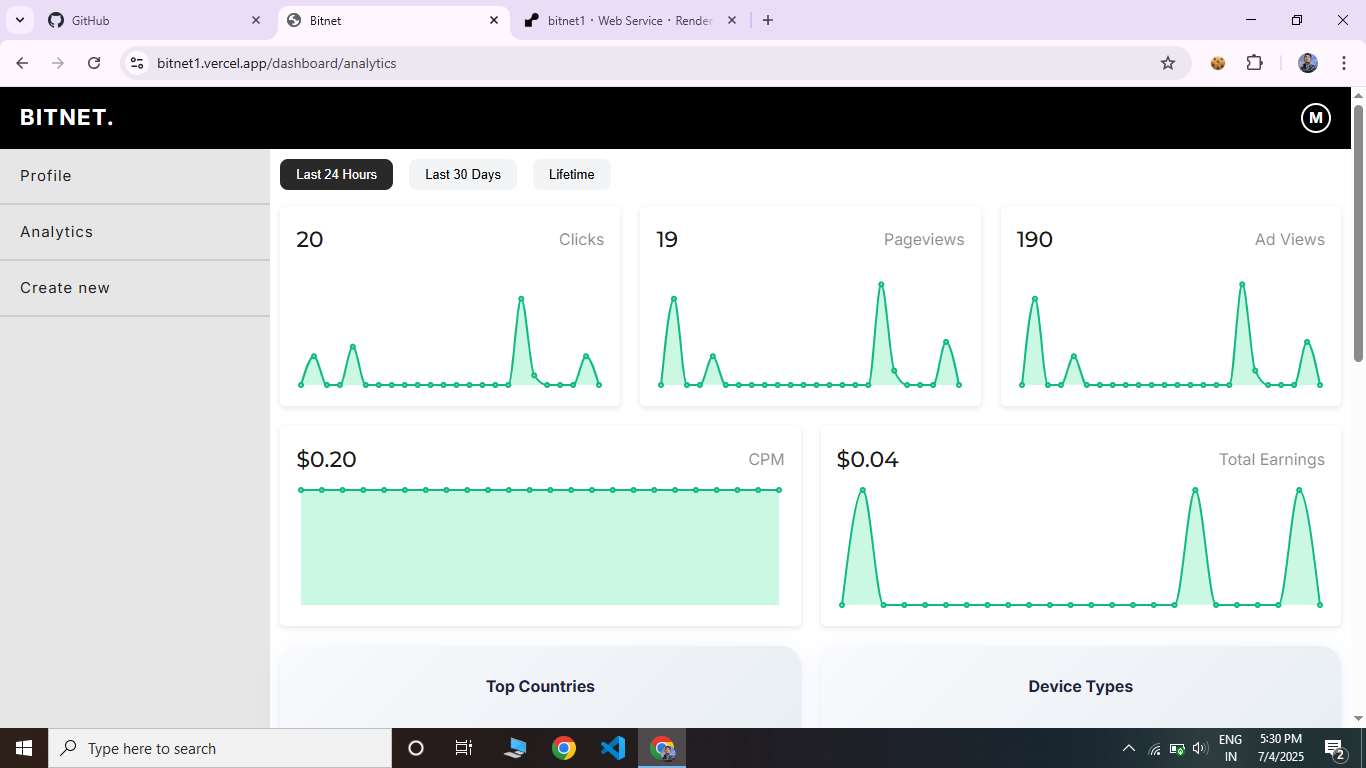 GitHub
Bitnet
bitnet1 · Web Service · Render
bitnet1.vercel.app/dashboard/analytics
BITNET.
M
Profile
Analytics
Create new
Last 24 Hours
Last 30 Days
Lifetime
20
Clicks
19
Pageviews
190
Ad Views
$0.20
CPM
$0.04
Total Earnings
Top Countries
Device Types
Type here to search
ENG
IN
5:30 PM
7/4/2025
2